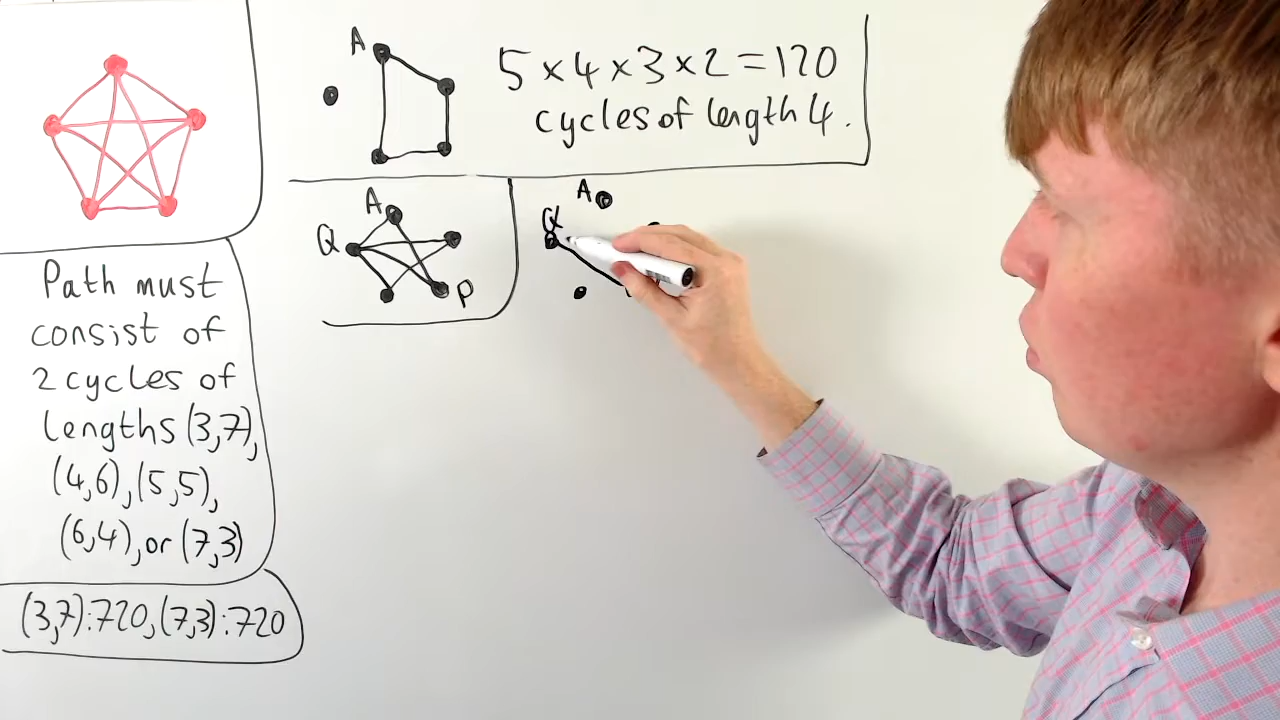 A
5 × 4 × 3 × 2 = 120
cycles of length 4.
A
Q
P
A
Q
Path must
consist of
2 cycles of
lengths (3,7),
(4,6), (5,5),
(6,4), or (7,3)
(3,7):720, (7,3):720